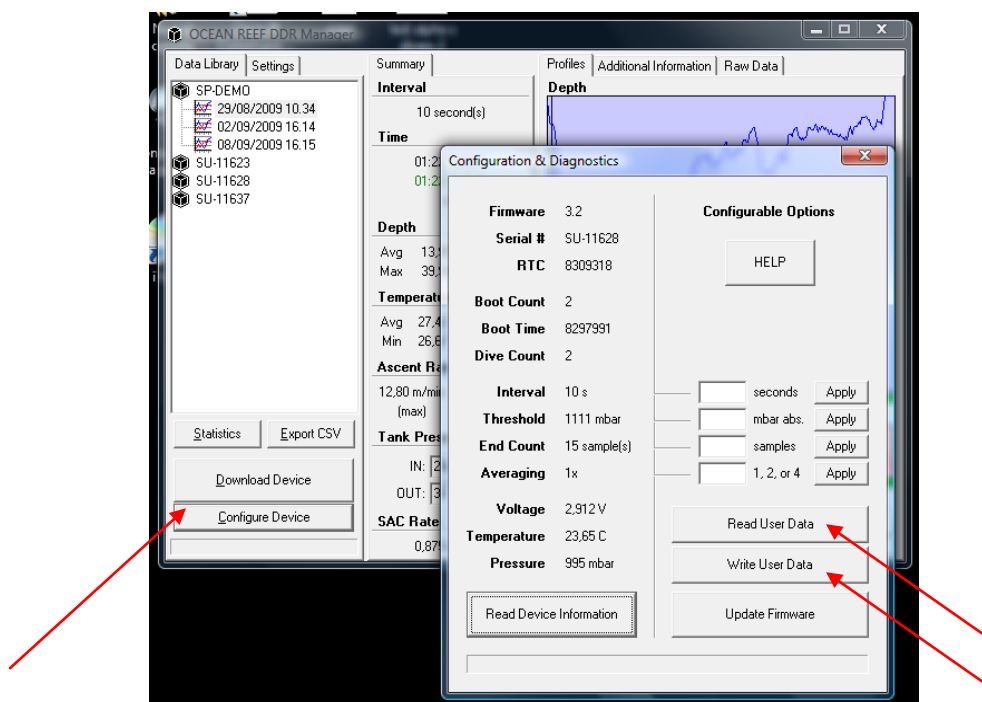 OCEAN REEF DDR Manager
Data Library Settings
SP-DEMO
29/08/2009 10.34
02/09/2009 16.14
08/09/2009 16.15
SU-11623
SU-11628
SU-11637
Statistics Export CSV
Download Device
Configure Device
Summary
Interval
10 second(s)
Time
Depth
Avg
Max
Temperat
Avg
Min
Ascent Ra
12,80 m/mi
(max)
Tank Pres
IN:
OUT:
SAC Rate
Profiles Additional Information Raw Data
Depth
Configuration & Diagnostics
Firmware 3.2
Serial # SU-11628
RTC 8309318
Boot Count 2
Boot Time 8297991
Dive Count 2
Interval 10 s
Threshold 1111 mbar
End Count 15 sample(s)
Averaging 1x
Voltage 2,912 V
Temperature 23,65 C
Pressure 995 mbar
Read Device Information
Configurable Options
HELP
seconds Apply
mbar abs. Apply
samples Apply
1, 2, or 4 Apply
Read User Data
Write User Data
Update Firmware